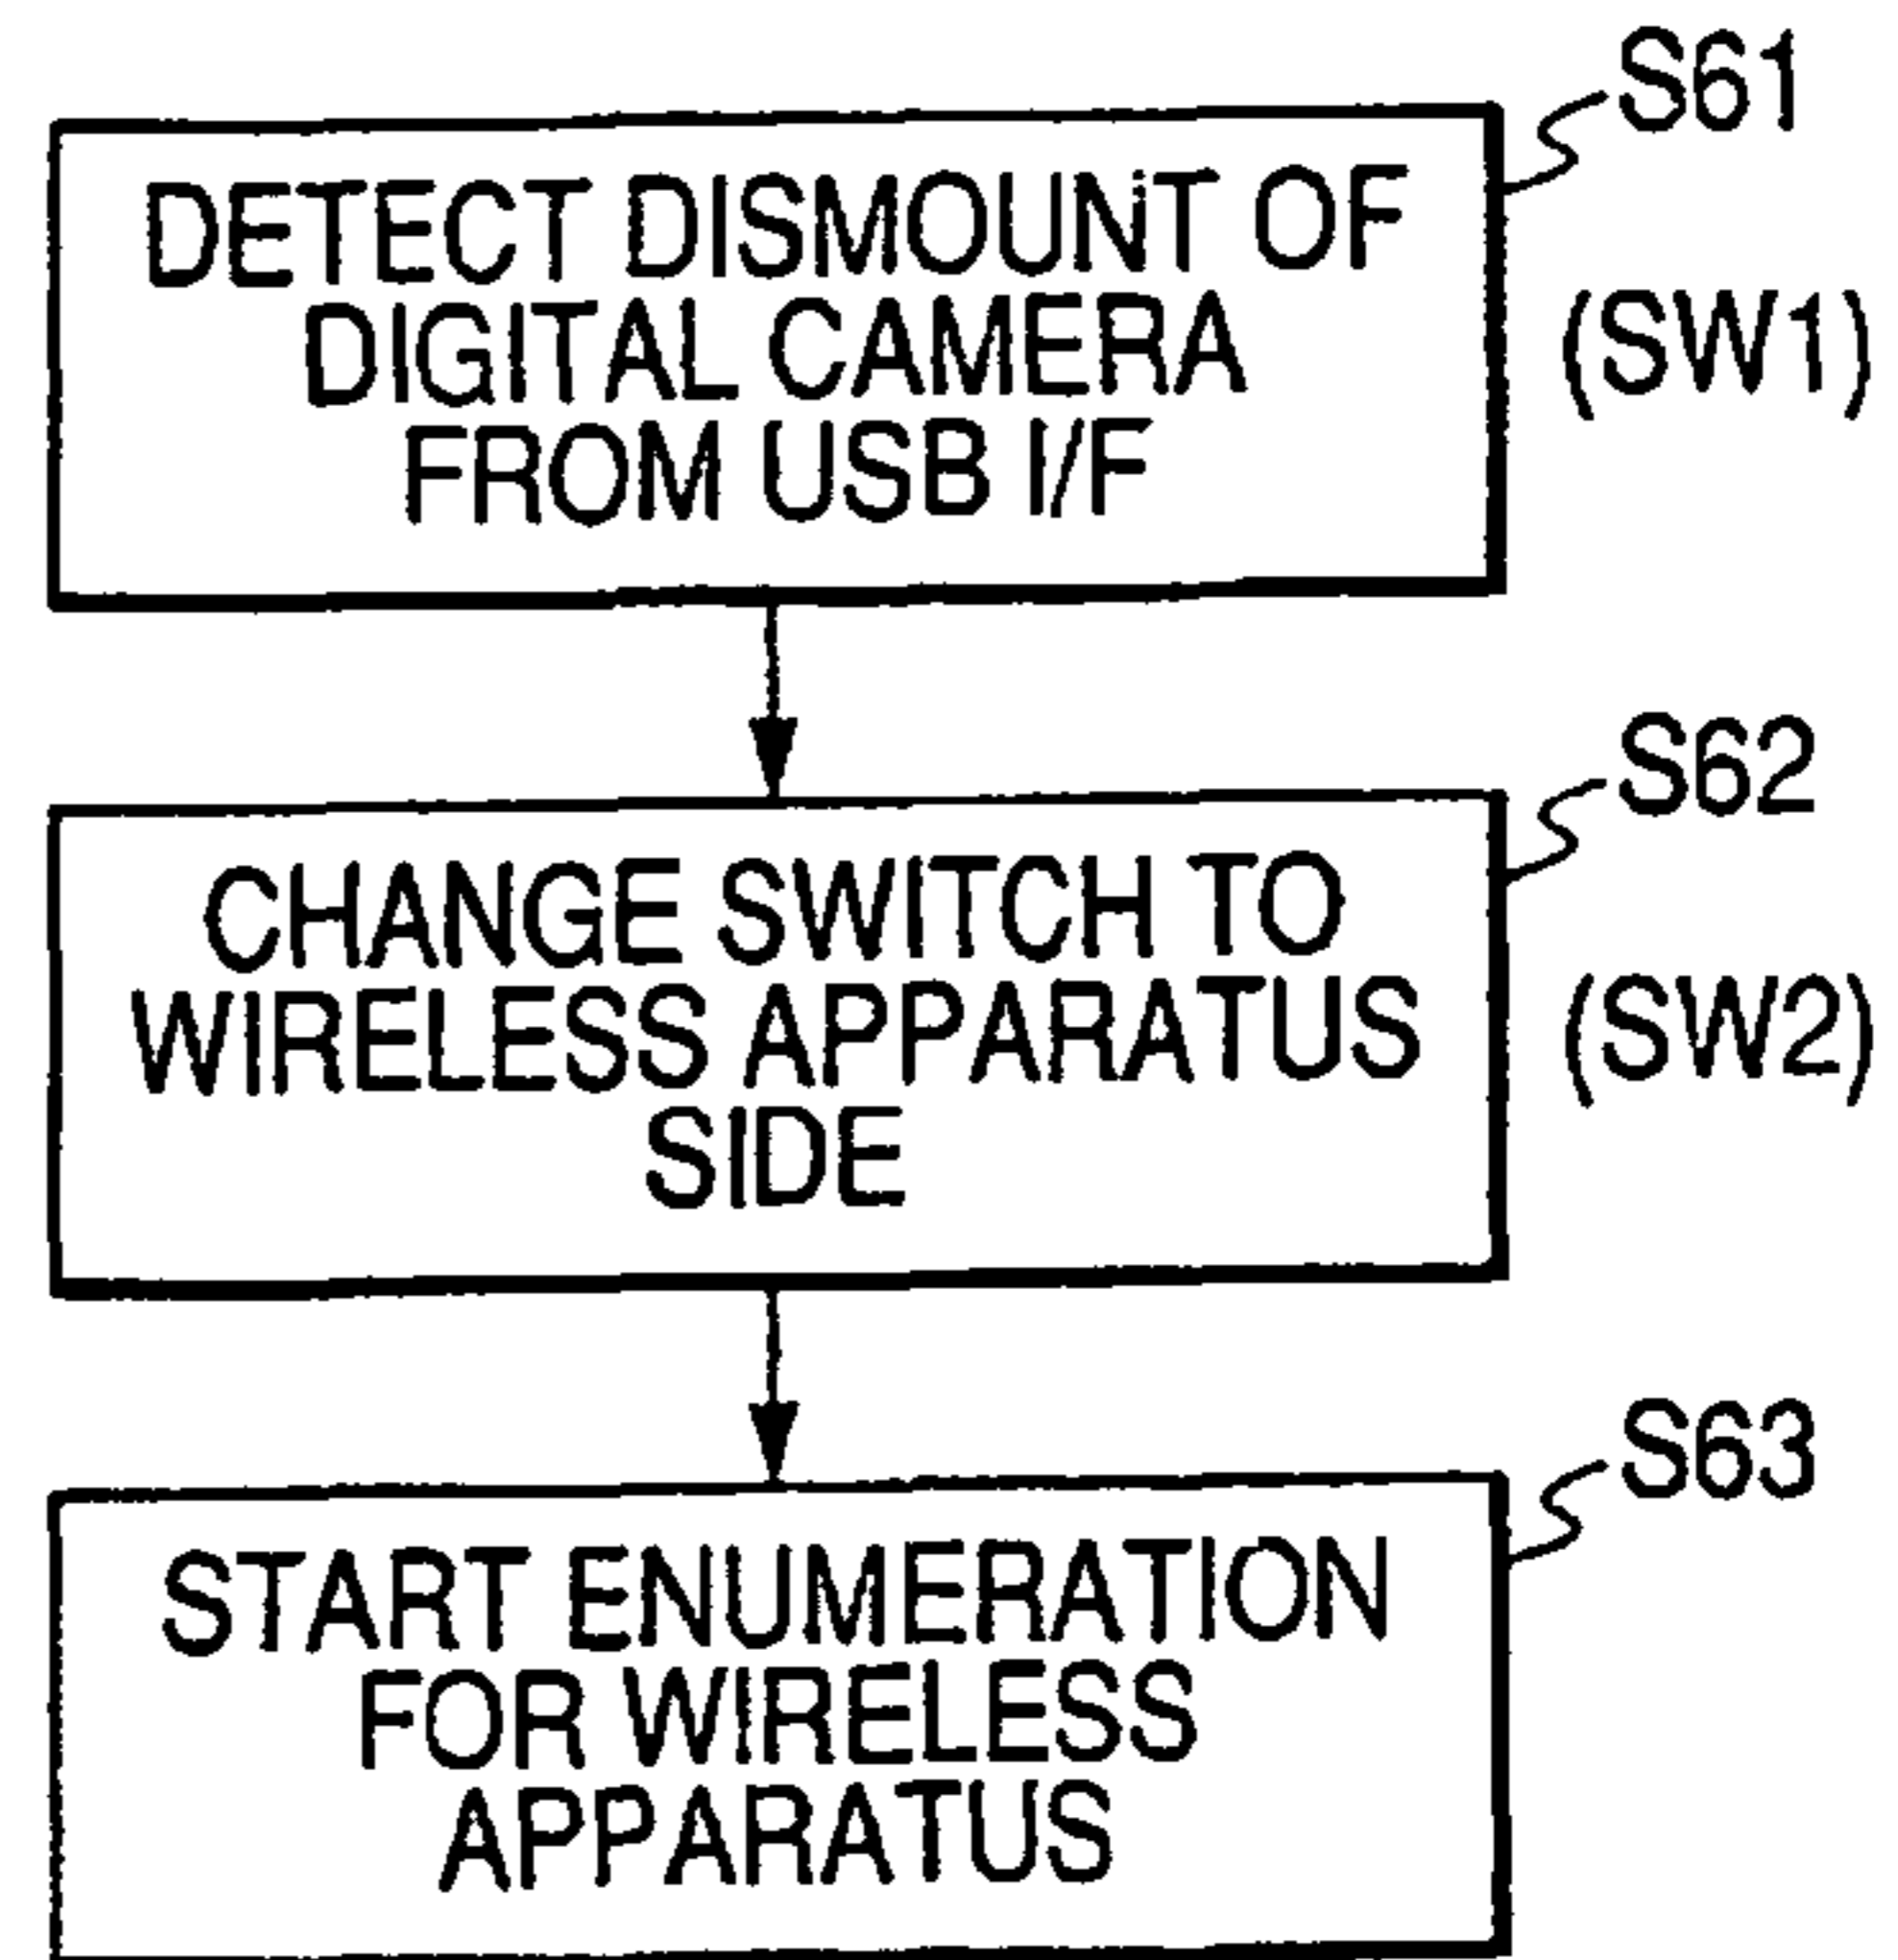 S61
DETECT DISMOUNT OF
DIGITAL CAMERA
FROM USB I/F
(SW1)
S62
CHANGE SWITCH TO
WIRELESS APPARATUS
SIDE
(SW2)
S63
START ENUMERATION
FOR WIRELESS
APPARATUS